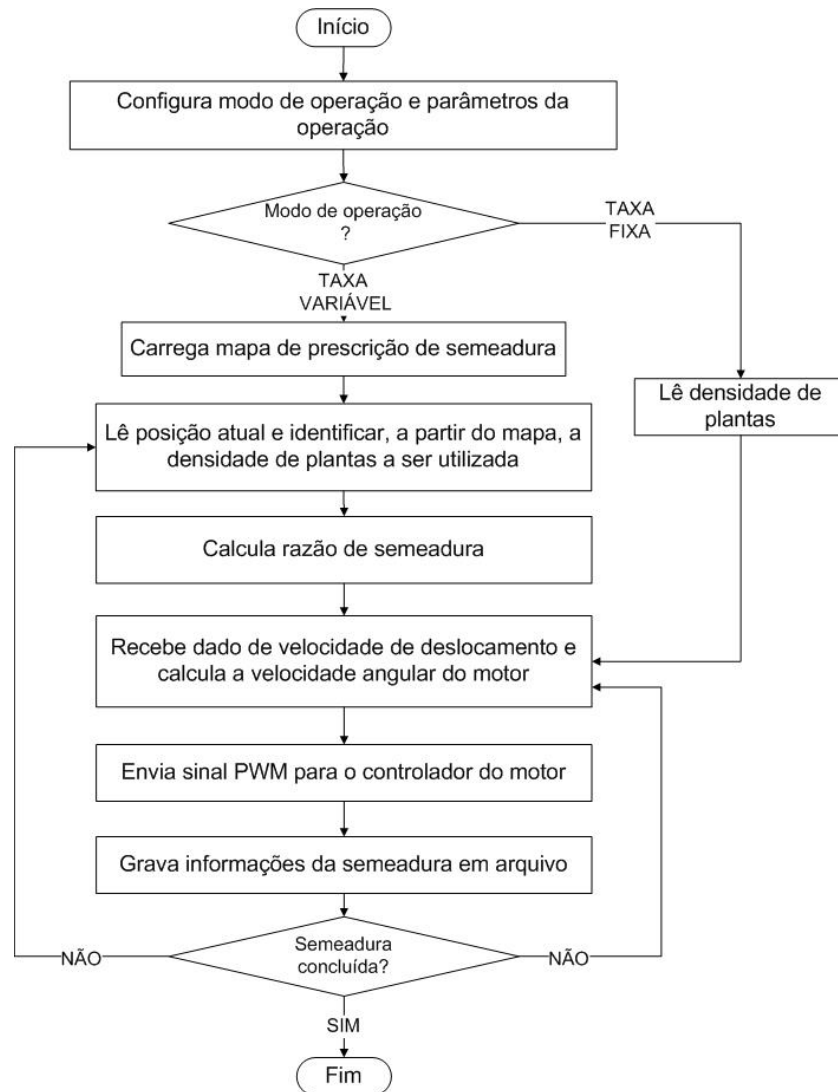 Início
Configura modo de operação e parâmetros da
operação
Modo de operação
?
TAXA
FIXA
TAXA
VARIÁVEL
Carrega mapa de prescrição de semeadura
Lê densidade de
plantas
Lê posição atual e identificar, a partir do mapa, a
densidade de plantas a ser utilizada
Calcula razão de semeadura
Recebe dado de velocidade de deslocamento e
calcula a velocidade angular do motor
Envia sinal PWM para o controlador do motor
Grava informações da semeadura em arquivo
Semeadura
concluída?
NÃO
NÃO
SIM
Fim